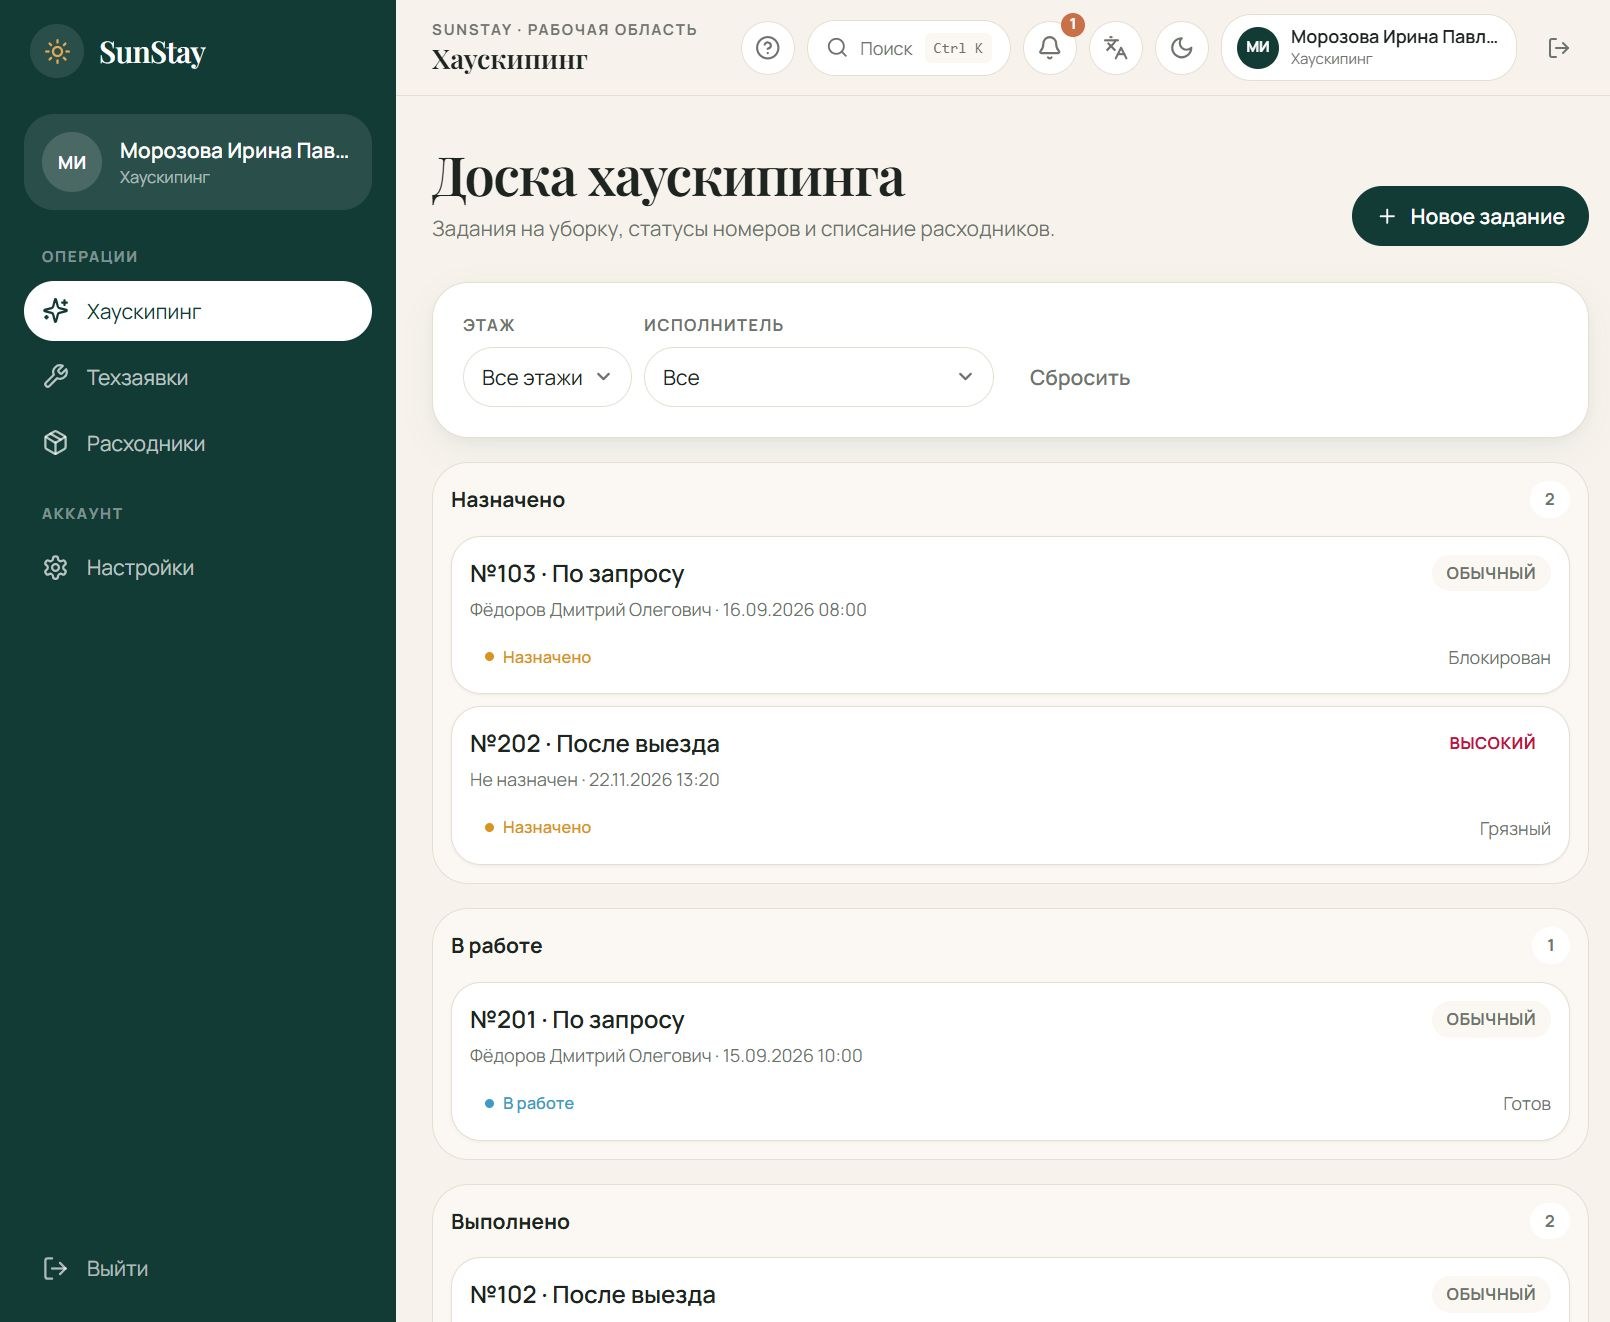 SunStay
МИ
Морозова Ирина Пав...
Хаускипинг
ОПЕРАЦИИ
Хаускипинг
Техзаявки
Расходники
АККАУНТ
Настройки
Выйти
SUNSTAY · РАБОЧАЯ ОБЛАСТЬ
Хаускипинг
Поиск Ctrl K
1
МИ
Морозова Ирина Павл...
Хаускипинг
Доска хаускипинга
Задания на уборку, статусы номеров и списание расходников.
+ Новое задание
ЭТАЖ ИСПОЛНИТЕЛЬ
Все этажи Все Сбросить
Назначено 2
№103 · По запросу ОБЫЧНЫЙ
Фёдоров Дмитрий Олегович · 16.09.2026 08:00
Назначено Блокирован
№202 · После выезда ВЫСОКИЙ
Не назначен · 22.11.2026 13:20
Назначено Грязный
В работе 1
№201 · По запросу ОБЫЧНЫЙ
Фёдоров Дмитрий Олегович · 15.09.2026 10:00
В работе Готов
Выполнено 2
№102 · После выезда ОБЫЧНЫЙ